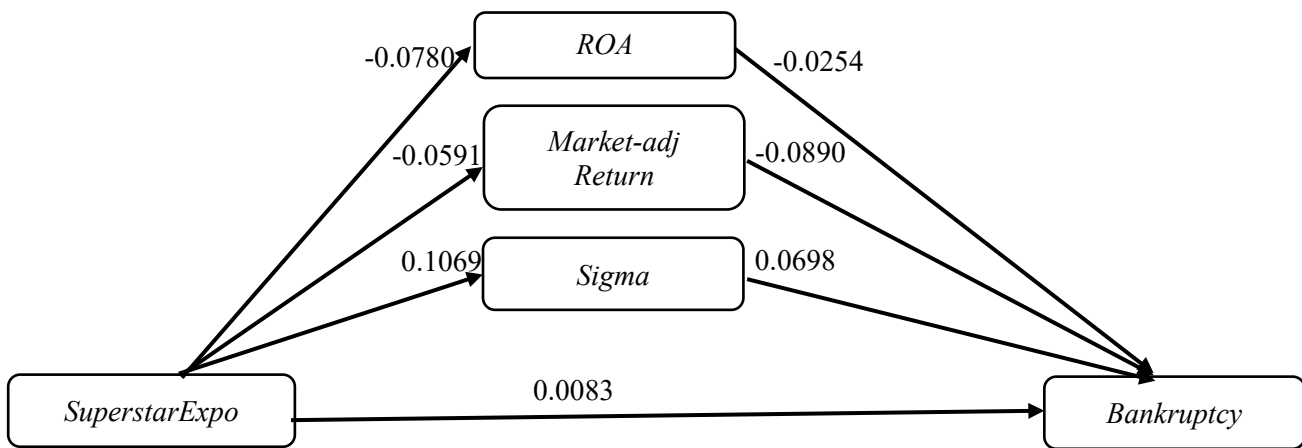 ROA
-0.0780
-0.0254
Market-adj
Return
-0.0591
-0.0890
Sigma
0.1069
0.0698
SuperstarExpo
0.0083
Bankruptcy